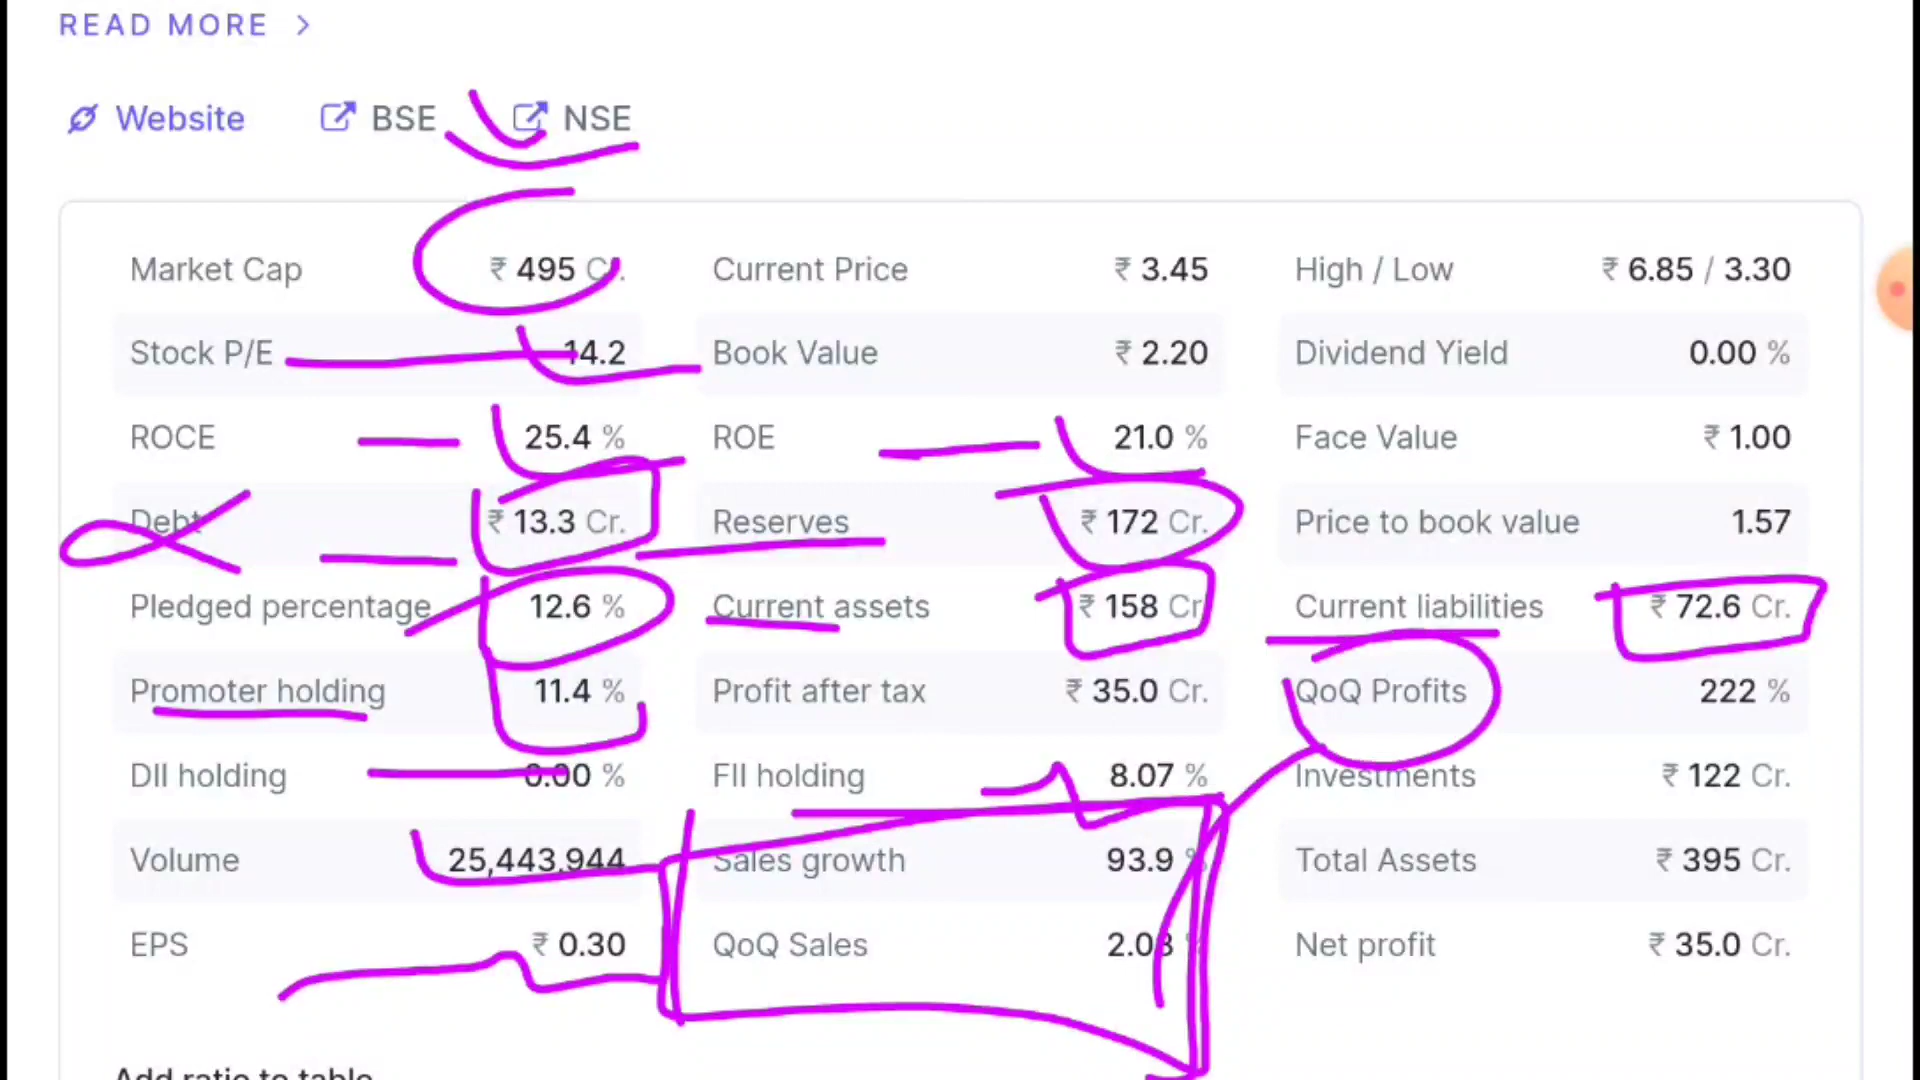 READ MORE >
Website BSE NSE
Market Cap ₹ 495 Cr. Current Price ₹ 3.45 High / Low ₹ 6.85 / 3.30
Stock P/E 14.2 Book Value ₹ 2.20 Dividend Yield 0.00 %
ROCE 25.4 % ROE 21.0 % Face Value ₹ 1.00
Debt ₹ 13.3 Cr. Reserves ₹ 172 Cr. Price to book value 1.57
Pledged percentage 12.6 % Current assets ₹ 158 Cr. Current liabilities ₹ 72.6 Cr.
Promoter holding 11.4 % Profit after tax ₹ 35.0 Cr. QoQ Profits 222 %
DII holding 0.00 % FII holding 8.07 % Investments ₹ 122 Cr.
Volume 25,443,944 Sales growth 93.9 % Total Assets ₹ 395 Cr.
EPS ₹ 0.30 QoQ Sales 2.03 % Net profit ₹ 35.0 Cr.
Add ratio to table